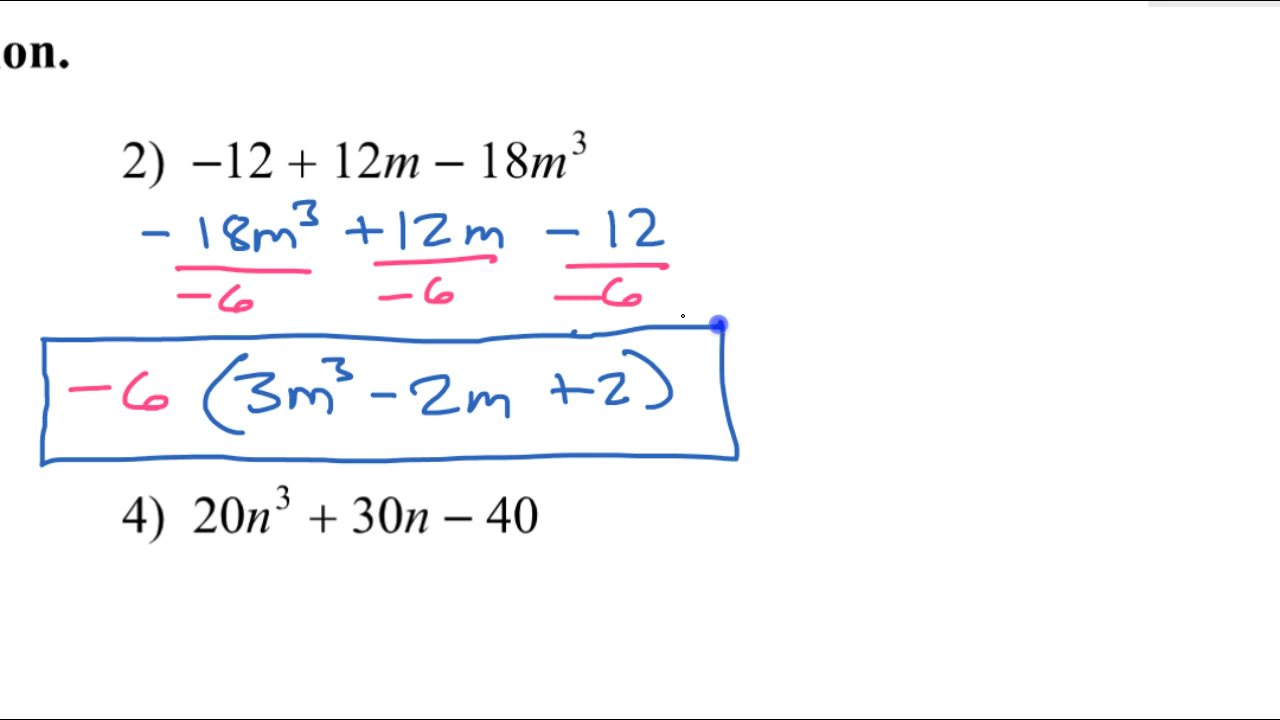 on.
2) −12 + 12m − 18m³
− 18m³ + 12m − 12
−6 −6 −6
−6 (3m³ − 2m + 2)
4) 20n³ + 30n − 40